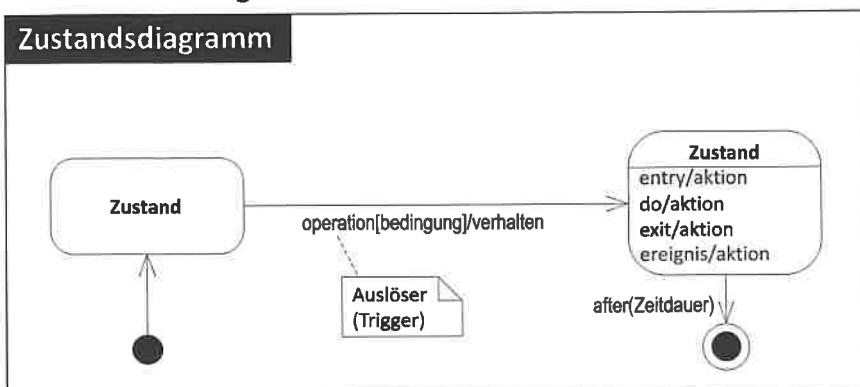 Zustandsdiagramm
Zustand
operation[bedingung]/verhalten
Auslöser
(Trigger)
Zustand
entry/aktion
do/aktion
exit/aktion
ereignis/aktion
after(Zeitdauer)